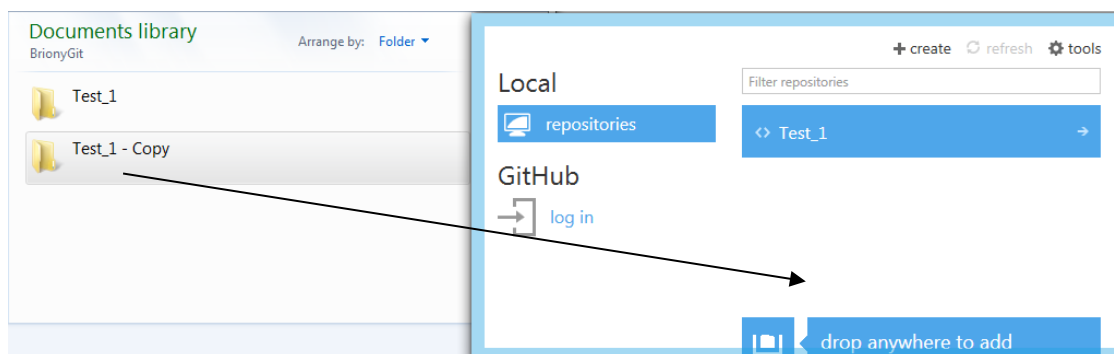 Documents library
BrionyGit
Arrange by: Folder
Test_1
Test_1 - Copy
+ create refresh tools
Local
Filter repositories
repositories
<> Test_1
GitHub
log in
drop anywhere to add